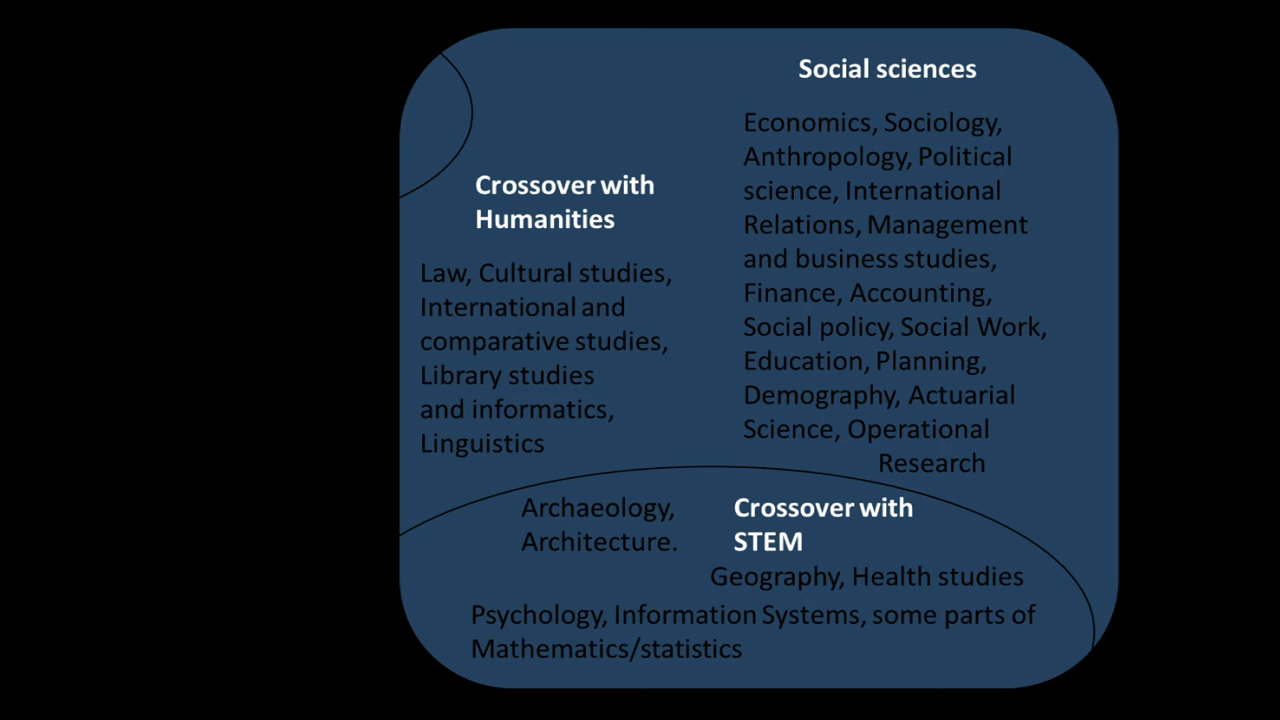 Social sciences
Economics, Sociology,
Anthropology, Political
science, International
Relations, Management
and business studies,
Finance, Accounting,
Social policy, Social Work,
Education, Planning,
Demography, Actuarial
Science, Operational
Research
Crossover with
Humanities
Law, Cultural studies,
International and
comparative studies,
Library studies
and informatics,
Linguistics
Archaeology,
Architecture.
Crossover with
STEM
Geography, Health studies
Psychology, Information Systems, some parts of
Mathematics/statistics